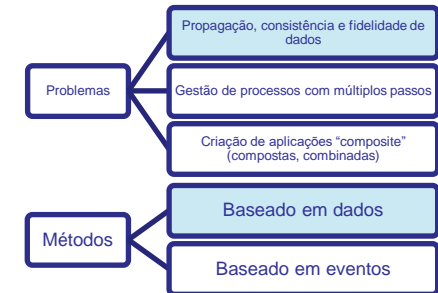 Propagação, consistência e fidelidade de
dados
Problemas
Gestão de processos com múltiplos passos
Criação de aplicações “composite”
(compostas, combinadas)
Baseado em dados
Métodos
Baseado em eventos